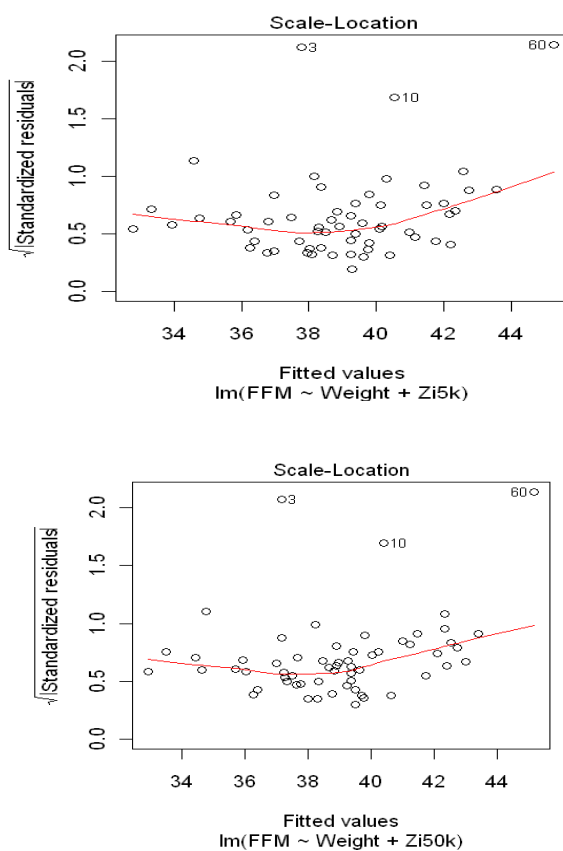 Scale-Location
√|Standardized residuals|
2.0
1.5
1.0
0.5
0.0
3
10
60
34 36 38 40 42 44
Fitted values
lm(FFM ~ Weight + Zi5k)
Scale-Location
√|Standardized residuals|
2.0
1.5
1.0
0.5
0.0
3
10
60
34 36 38 40 42 44
Fitted values
lm(FFM ~ Weight + Zi50k)